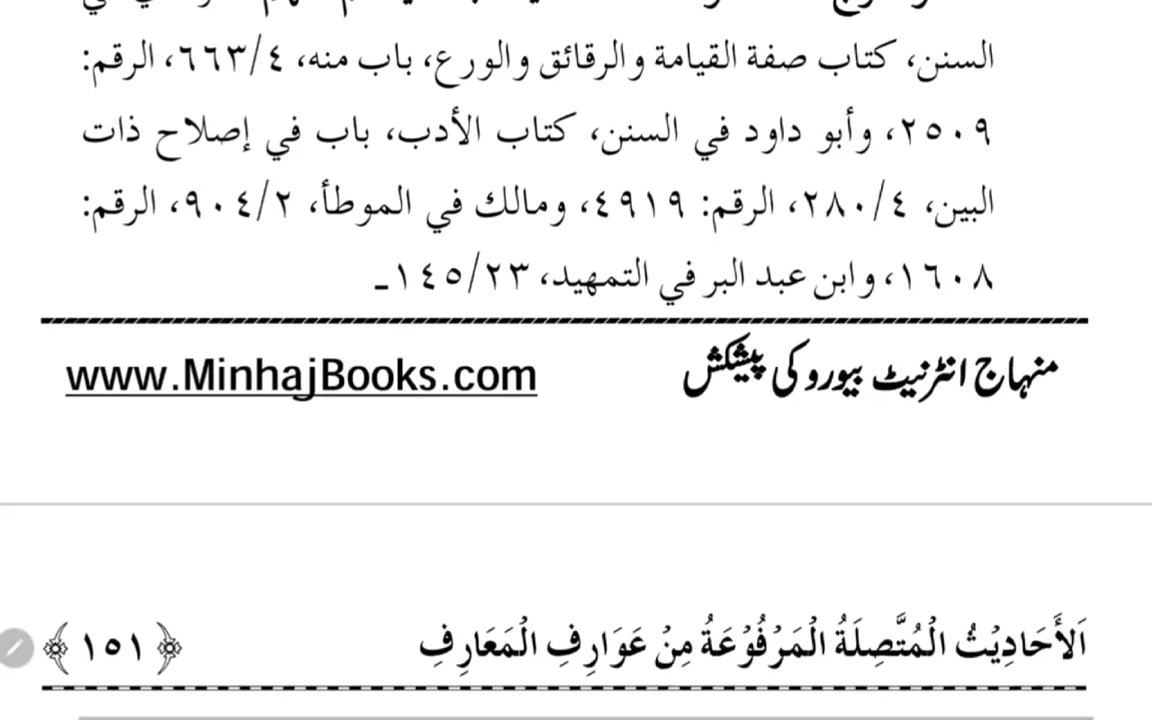 السنن، كتاب صفة القيامة والرقائق والورع، باب منه، ٤/٦٦٣، الرقم:
٢٥٠٩، وأبو داود في السنن، كتاب الأدب، باب في إصلاح ذات
البين، ٤/٢٨٠، الرقم: ٤٩١٩، ومالك في الموطأ، ٢/٩٠٤، الرقم:
١٦٠٨، وابن عبد البر في التمهيد، ٢٣/١٤٥ـ
منہاج انٹرنیٹ بیورو کی پیشکش www.MinhajBooks.com
اَلأَحَادِيْثُ الْمُتَّصِلَةُ الْمَرْفُوْعَةُ مِنْ عَوَارِفِ الْمَعَارِفِ ﴿١٥١﴾